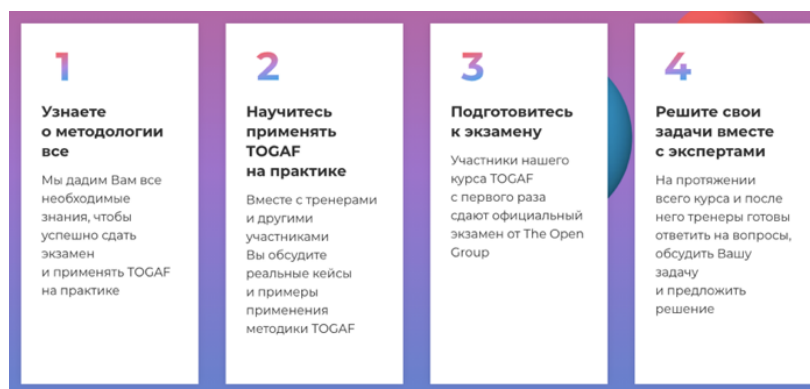 1
Узнаете
о методологии
все
Мы дадим Вам все
необходимые
знания, чтобы
успешно сдать
экзамен
и применять TOGAF
на практике
2
Научитесь
применять
TOGAF
на практике
Вместе с тренерами
и другими
участниками
Вы обсудите
реальные кейсы
и примеры
применения
методики TOGAF
3
Подготовитесь
к экзамену
Участники нашего
курса TOGAF
с первого раза
сдают официальный
экзамен от The Open
Group
4
Решите свои
задачи вместе
с экспертами
На протяжении
всего курса и после
него тренеры готовы
ответить на вопросы,
обсудить Вашу
задачу
и предложить
решение